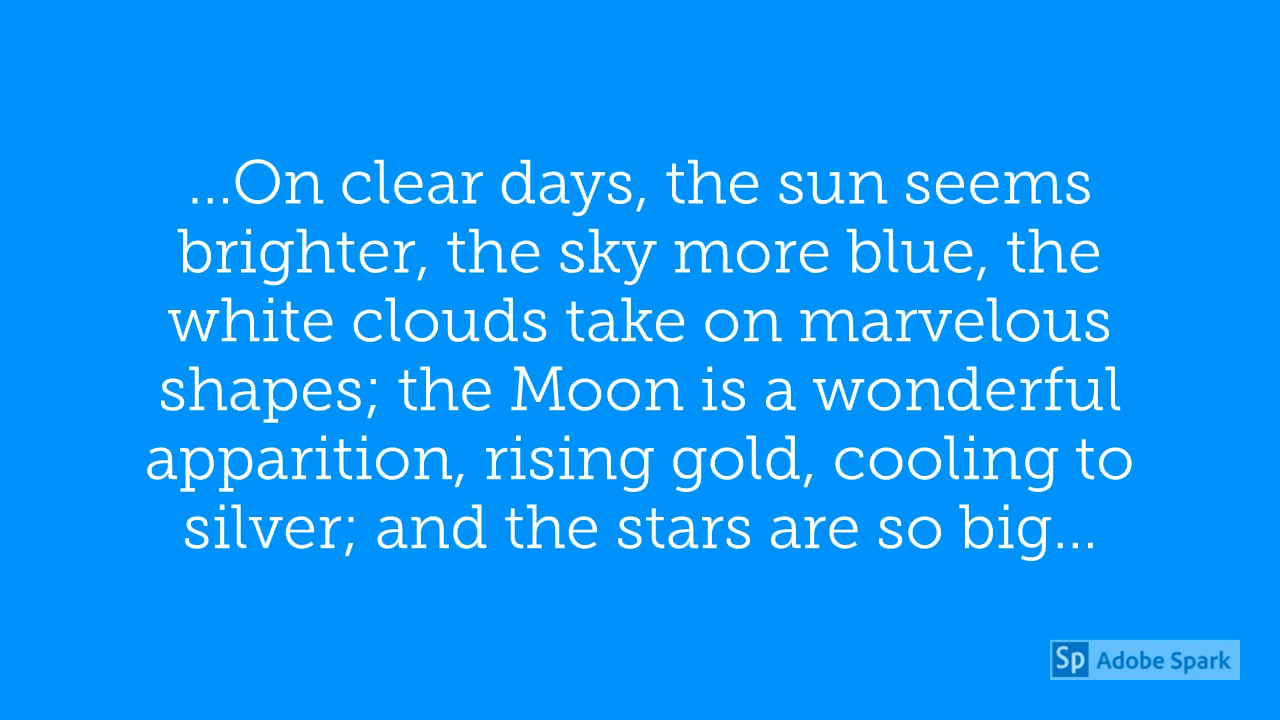 ...On clear days, the sun seems
brighter, the sky more blue, the
white clouds take on marvelous
shapes; the Moon is a wonderful
apparition, rising gold, cooling to
silver; and the stars are so big...
Sp Adobe Spark